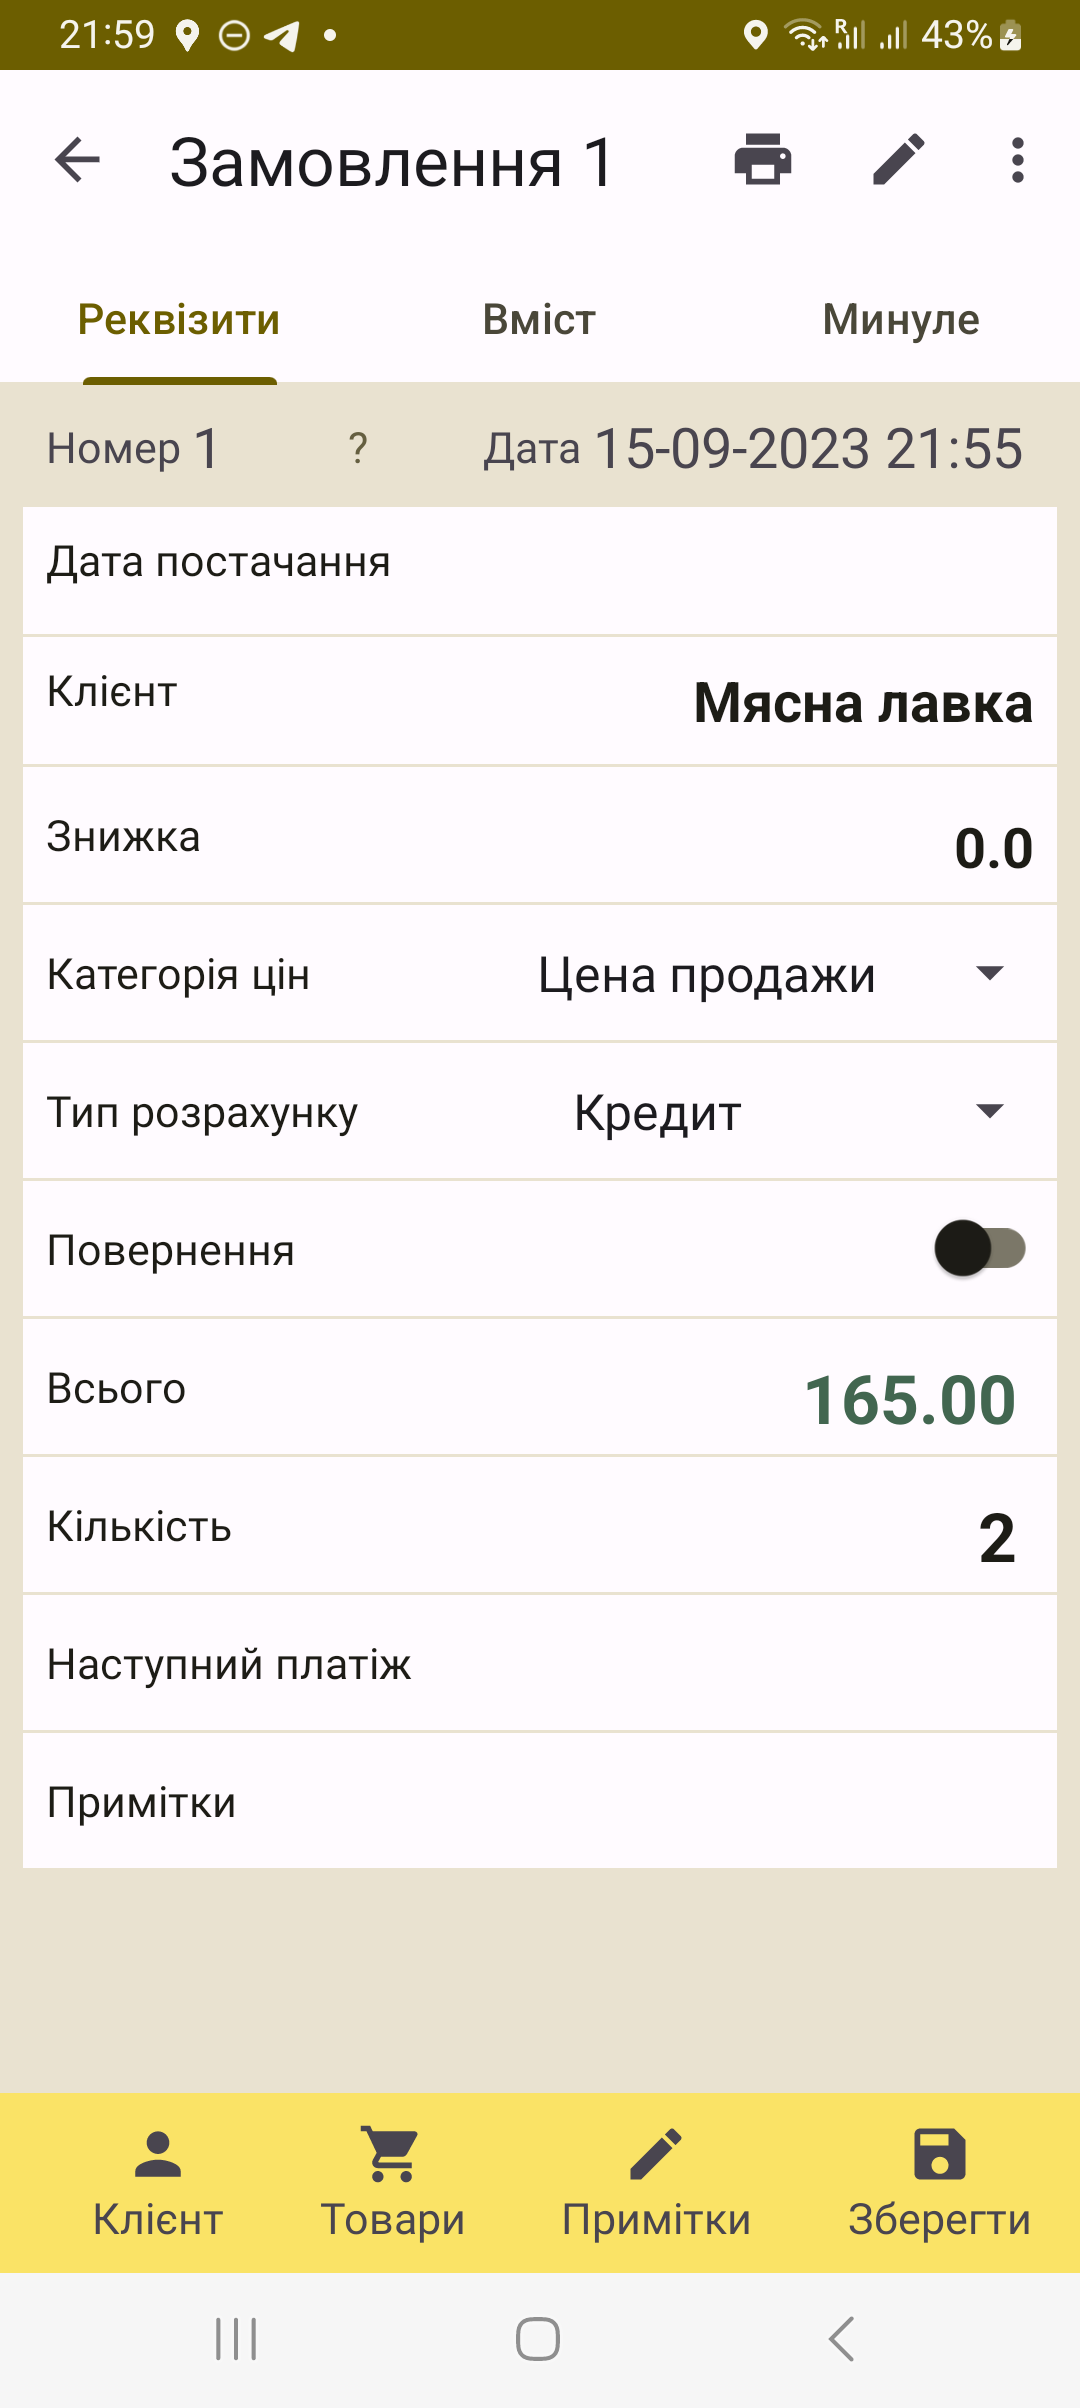 21:59 R 43%
Замовлення 1
Реквізити Вміст Минуле
Номер 1 ? Дата 15-09-2023 21:55
Дата постачання
Клієнт Мясна лавка
Знижка 0.0
Категорія цін Цена продажи
Тип розрахунку Кредит
Повернення
Всього 165.00
Кількість 2
Наступний платіж
Примітки
Клієнт Товари Примітки Зберегти